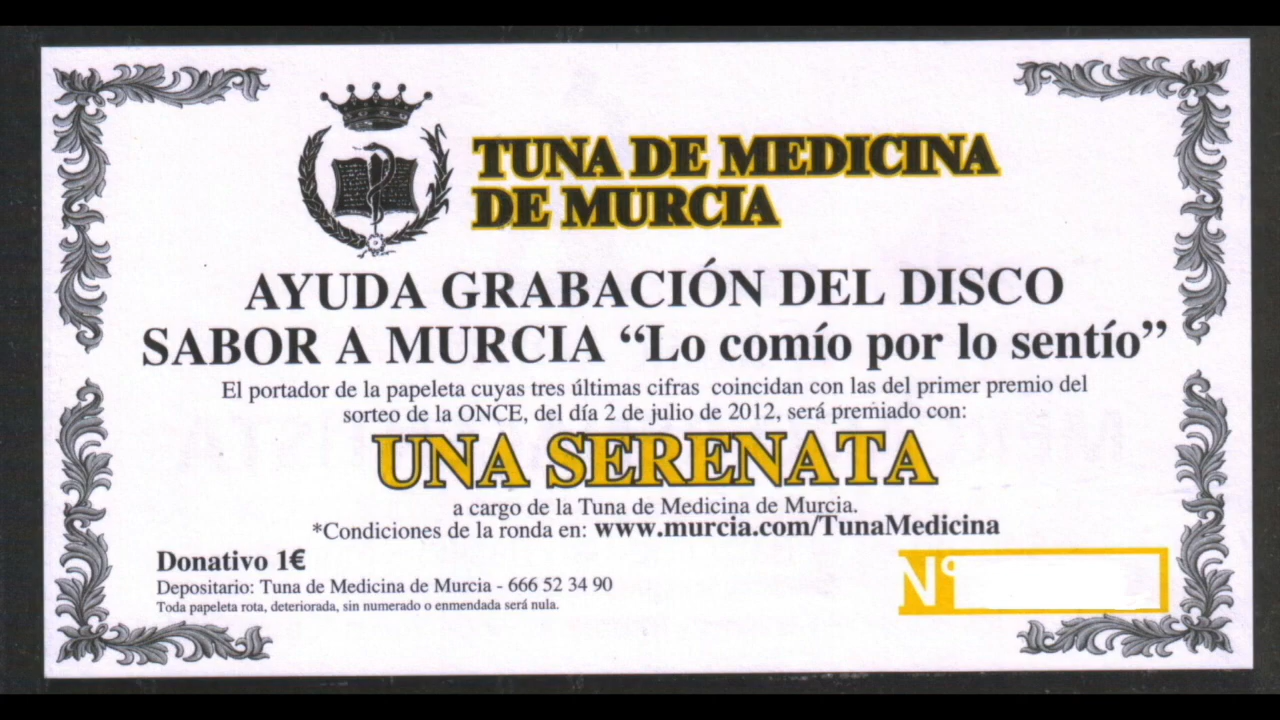 TUNA DE MEDICINA
DE MURCIA
AYUDA GRABACIÓN DEL DISCO
SABOR A MURCIA “Lo comío por lo sentío”
El portador de la papeleta cuyas tres últimas cifras coincidan con las del primer premio del
sorteo de la ONCE, del día 2 de julio de 2012, será premiado con:
UNA SERENATA
a cargo de la Tuna de Medicina de Murcia.
*Condiciones de la ronda en: www.murcia.com/TunaMedicina
Donativo 1€
Depositario: Tuna de Medicina de Murcia - 666 52 34 90
Toda papeleta rota, deteriorada, sin numerado o enmendada será nula.
Nº